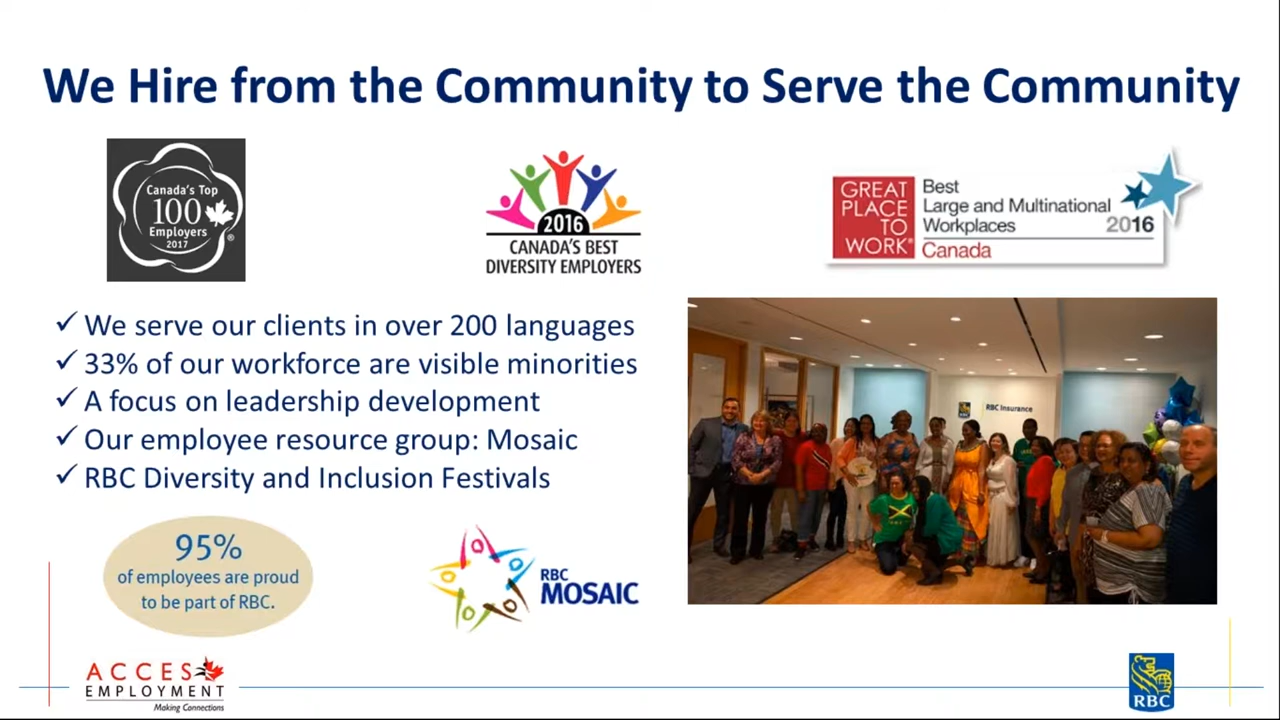 We Hire from the Community to Serve the Community
Canada's Top
100
Employers
2017
®
2016
CANADA'S BEST
DIVERSITY EMPLOYERS
GREAT
PLACE
TO
WORK®
Best
Large and Multinational
Workplaces
2016
Canada
✓ We serve our clients in over 200 languages
✓ 33% of our workforce are visible minorities
✓ A focus on leadership development
✓ Our employee resource group: Mosaic
✓ RBC Diversity and Inclusion Festivals
RBC Insurance
95%
of employees are proud
to be part of RBC.
RBC
MOSAIC
ACCES
EMPLOYMENT
Making Connections
RBC